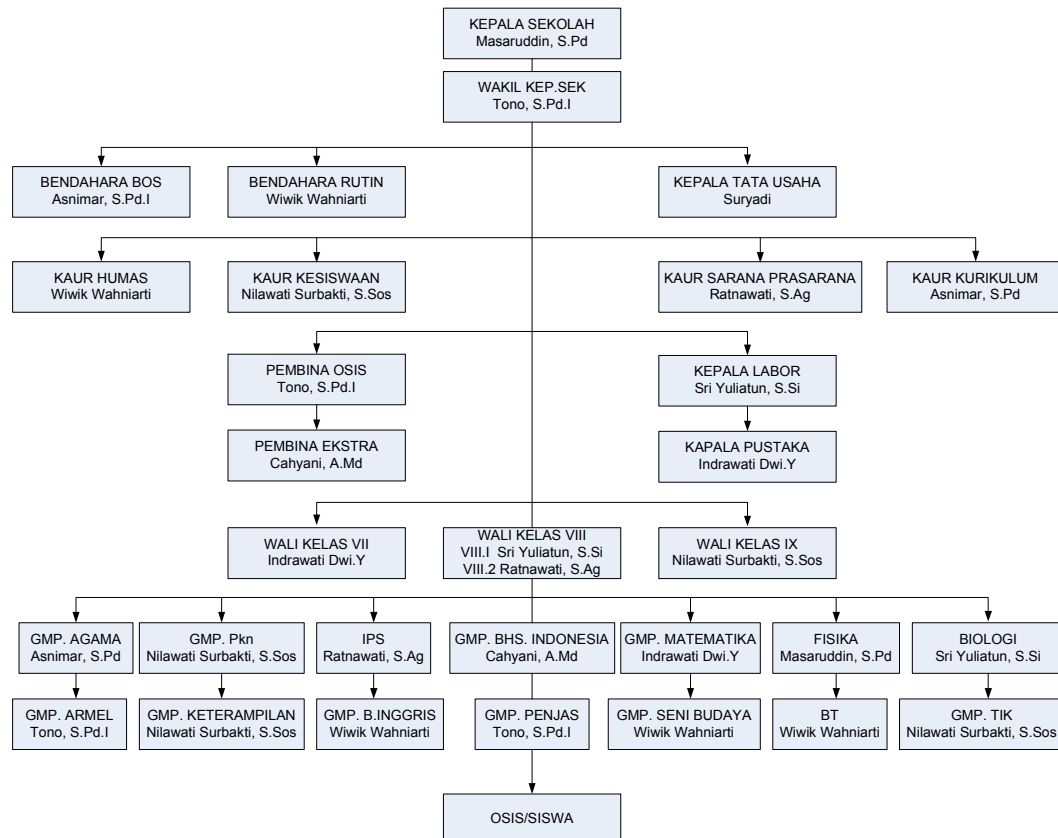 KEPALA SEKOLAH
Masaruddin, S.Pd
WAKIL KEP.SEK
Tono, S.Pd.I
BENDAHARA BOS
Asnimar, S.Pd.I
BENDAHARA RUTIN
Wiwik Wahniarti
KEPALA TATA USAHA
Suryadi
KAUR HUMAS
Wiwik Wahniarti
KAUR KESISWAAN
Nilawati Surbakti, S.Sos
KAUR SARANA PRASARANA
Ratnawati, S.Ag
KAUR KURIKULUM
Asnimar, S.Pd
PEMBINA OSIS
Tono, S.Pd.I
KEPALA LABOR
Sri Yuliatun, S.Si
PEMBINA EKSTRA
Cahyani, A.Md
KAPALA PUSTAKA
Indrawati Dwi.Y
WALI KELAS VII
Indrawati Dwi.Y
WALI KELAS VIII
VIII.I Sri Yuliatun, S.Si
VIII.2 Ratnawati, S.Ag
WALI KELAS IX
Nilawati Surbakti, S.Sos
GMP. AGAMA
Asnimar, S.Pd
GMP. Pkn
Nilawati Surbakti, S.Sos
IPS
Ratnawati, S.Ag
GMP. BHS. INDONESIA
Cahyani, A.Md
GMP. MATEMATIKA
Indrawati Dwi.Y
FISIKA
Masaruddin, S.Pd
BIOLOGI
Sri Yuliatun, S.Si
GMP. ARMEL
Tono, S.Pd.I
GMP. KETERAMPILAN
Nilawati Surbakti, S.Sos
GMP. B.INGGRIS
Wiwik Wahniarti
GMP. PENJAS
Tono, S.Pd.I
GMP. SENI BUDAYA
Wiwik Wahniarti
BT
Wiwik Wahniarti
GMP. TIK
Nilawati Surbakti, S.Sos
OSIS/SISWA